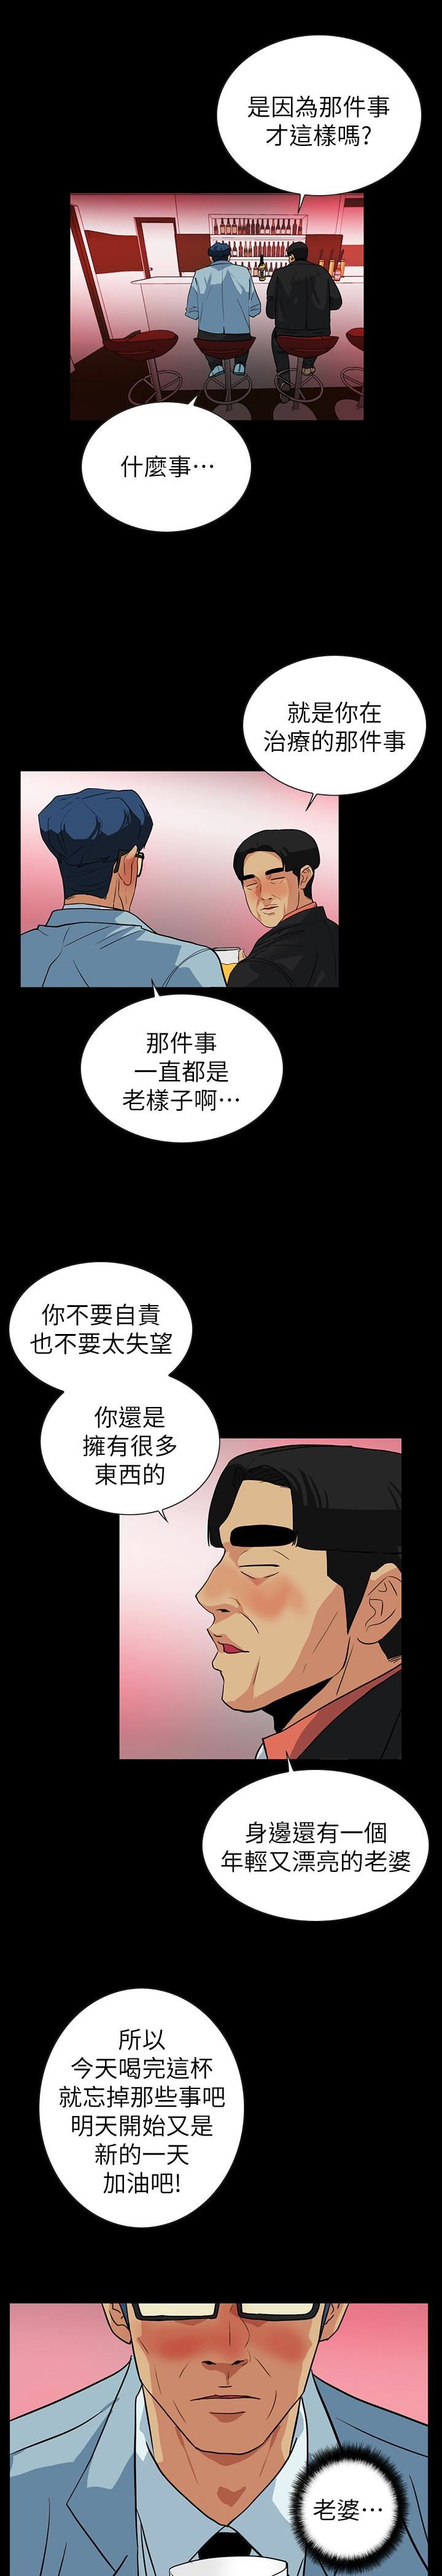 是因為那件事
才這樣嗎?
什麼事⋯
就是你在
治療的那件事
那件事
一直都是
老樣子啊⋯
你不要自責
也不要太失望
你還是
擁有很多
東西的
身邊還有一個
年輕又漂亮的老婆
所以
今天喝完這杯
就忘掉那些事吧
明天開始又是
新的一天
加油吧!
老婆⋯